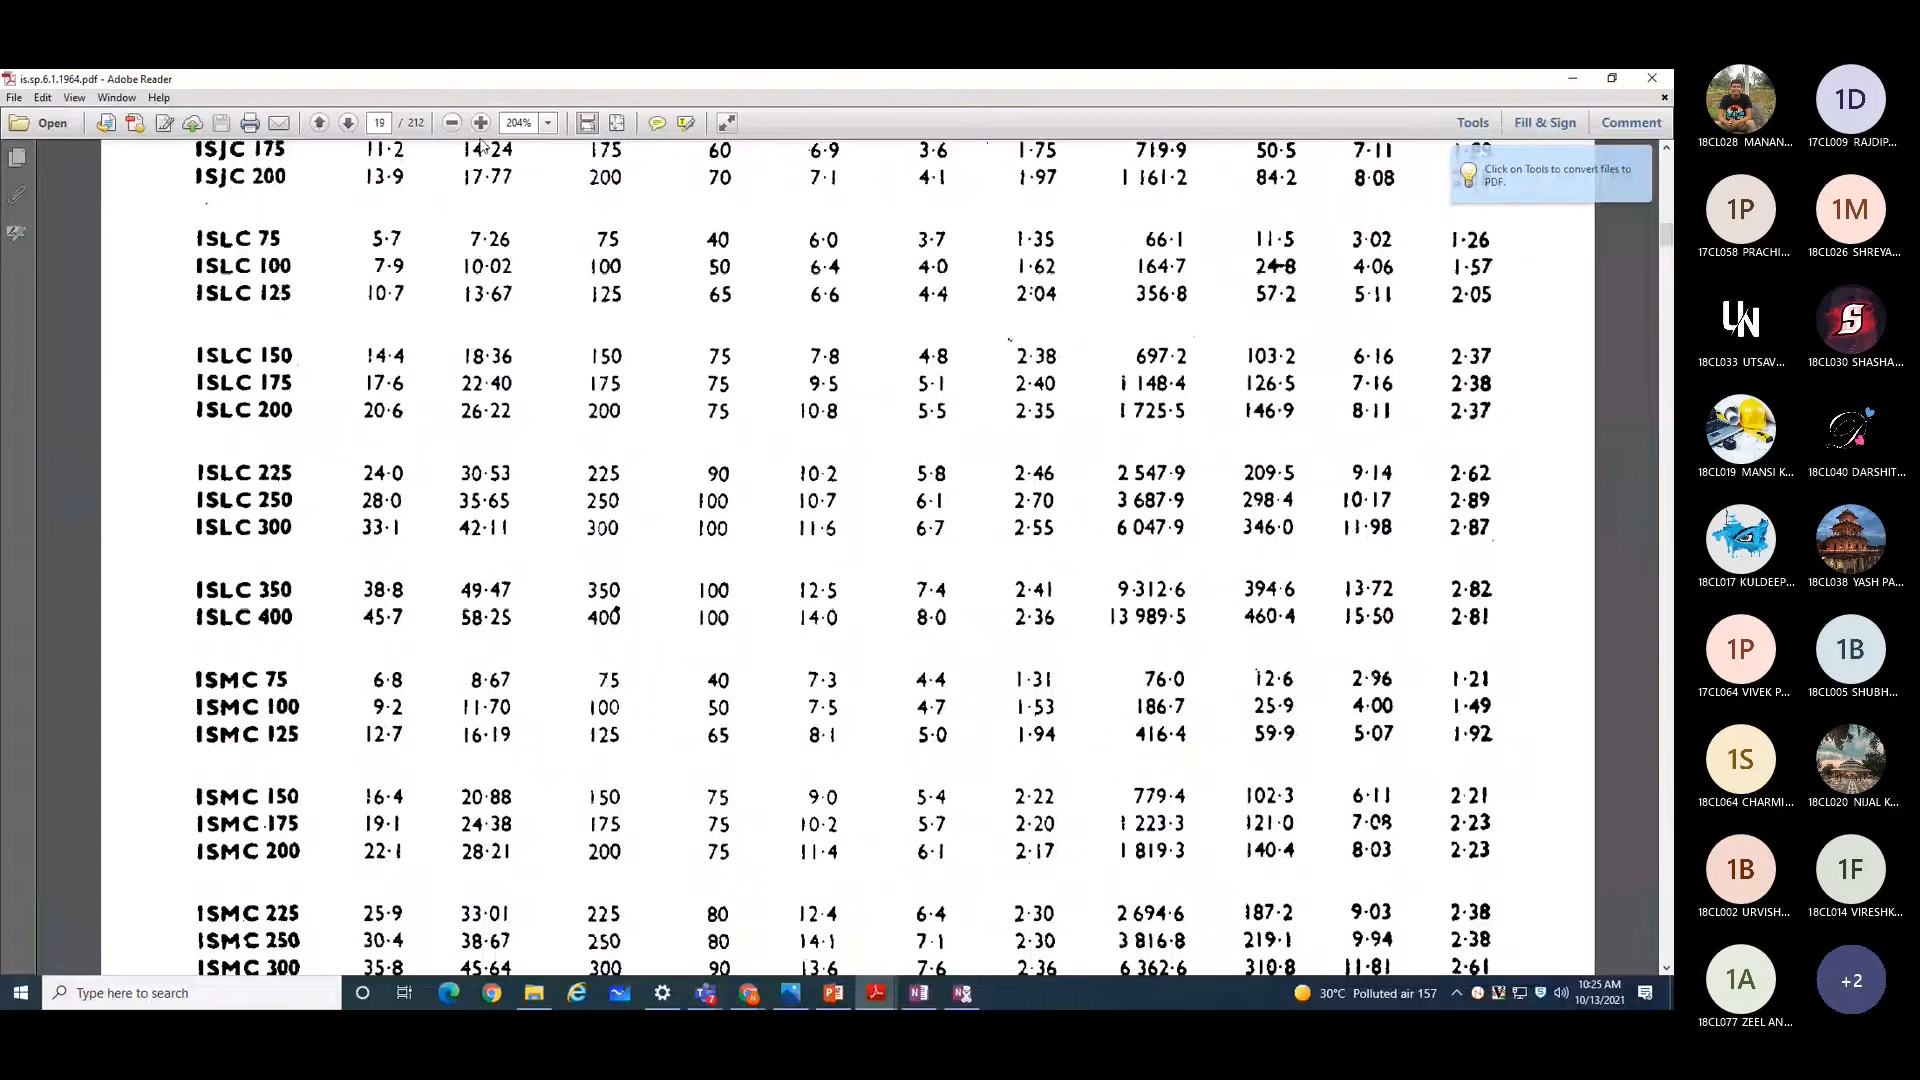 is.sp.6.1.1964.pdf - Adobe Reader
File Edit View Window Help
Open 19 / 212 204% Tools Fill & Sign Comment
ISJC 175 11·2 14·24 175 60 6·9 3·6 1·75 719·9 50·5 7·11
ISJC 200 13·9 17·77 200 70 7·1 4·1 1·97 1 161·2 84·2 8·08
Click on Tools to convert files to
PDF.
ISLC 75 5·7 7·26 75 40 6·0 3·7 1·35 66·1 11·5 3·02 1·26
ISLC 100 7·9 10·02 100 50 6·4 4·0 1·62 164·7 24·8 4·06 1·57
ISLC 125 10·7 13·67 125 65 6·6 4·4 2·04 356·8 57·2 5·11 2·05
ISLC 150 14·4 18·36 150 75 7·8 4·8 2·38 697·2 103·2 6·16 2·37
ISLC 175 17·6 22·40 175 75 9·5 5·1 2·40 1 148·4 126·5 7·16 2·38
ISLC 200 20·6 26·22 200 75 10·8 5·5 2·35 1 725·5 146·9 8·11 2·37
ISLC 225 24·0 30·53 225 90 10·2 5·8 2·46 2 547·9 209·5 9·14 2·62
ISLC 250 28·0 35·65 250 100 10·7 6·1 2·70 3 687·9 298·4 10·17 2·89
ISLC 300 33·1 42·11 300 100 11·6 6·7 2·55 6 047·9 346·0 11·98 2·87
ISLC 350 38·8 49·47 350 100 12·5 7·4 2·41 9·312·6 394·6 13·72 2·82
ISLC 400 45·7 58·25 400 100 14·0 8·0 2·36 13 989·5 460·4 15·50 2·81
ISMC 75 6·8 8·67 75 40 7·3 4·4 1·31 76·0 12·6 2·96 1·21
ISMC 100 9·2 11·70 100 50 7·5 4·7 1·53 186·7 25·9 4·00 1·49
ISMC 125 12·7 16·19 125 65 8·1 5·0 1·94 416·4 59·9 5·07 1·92
ISMC 150 16·4 20·88 150 75 9·0 5·4 2·22 779·4 102·3 6·11 2·21
ISMC 175 19·1 24·38 175 75 10·2 5·7 2·20 1 223·3 121·0 7·08 2·23
ISMC 200 22·1 28·21 200 75 11·4 6·1 2·17 1 819·3 140·4 8·03 2·23
ISMC 225 25·9 33·01 225 80 12·4 6·4 2·30 2 694·6 187·2 9·03 2·38
ISMC 250 30·4 38·67 250 80 14·1 7·1 2·30 3 816·8 219·1 9·94 2·38
ISMC 300 35·8 45·64 300 90 13·6 7·6 2·36 6 362·6 310·8 11·81 2·61
Type here to search
30°C Polluted air 157
10:25 AM
10/13/2021
1D
18CL028 MANAN... 17CL009 RAJDIP...
1P 1M
17CL058 PRACHI... 18CL026 SHREYA...
UN S
18CL033 UTSAV... 18CL030 SHASHA...
18CL019 MANSI K... 18CL040 DARSHIT...
18CL017 KULDEEP... 18CL038 YASH PA...
1P 1B
17CL064 VIVEK P... 18CL005 SHUBH...
1S
18CL064 CHARMI... 18CL020 NIJAL K...
1B 1F
18CL002 URVISH... 18CL014 VIRESHK...
1A +2
18CL077 ZEEL AN...